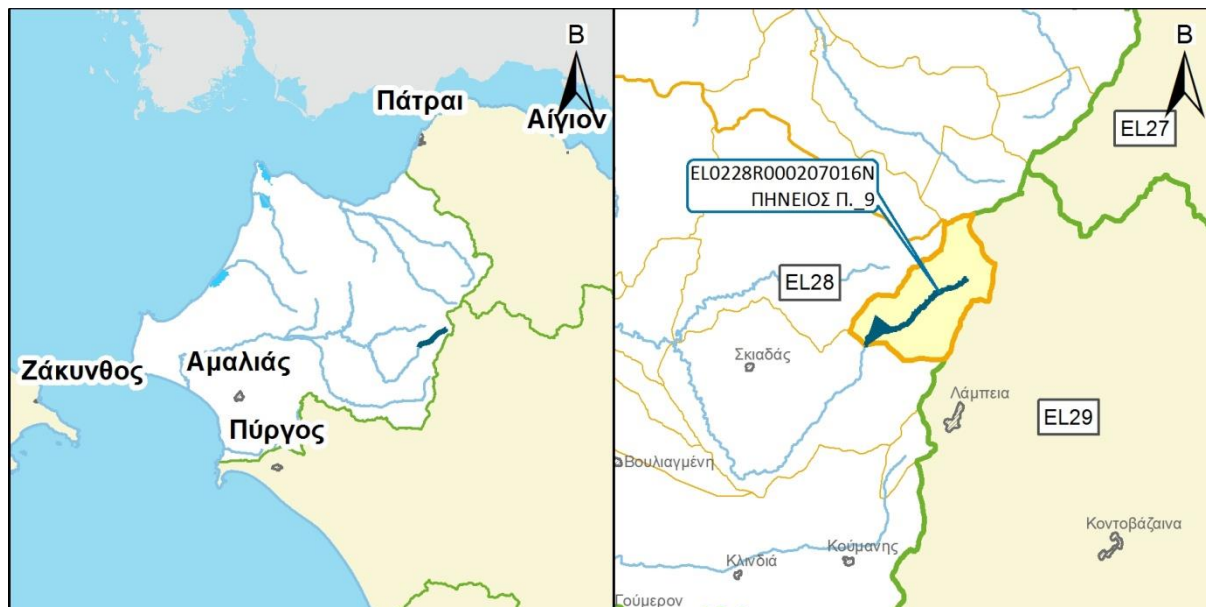 Β
Πάτραι
Αίγιον
Ζάκυνθος
Αμαλιάς
Πύργος
Β
EL27
EL0228R000207016N
ΠΗΝΕΙΟΣ Π._9
EL28
Σκιαδάς
Λάμπεια
EL29
Βουλιαγμένη
Κοντοβάζαινα
Κλινδιά
Κούμανης
Γούμερον